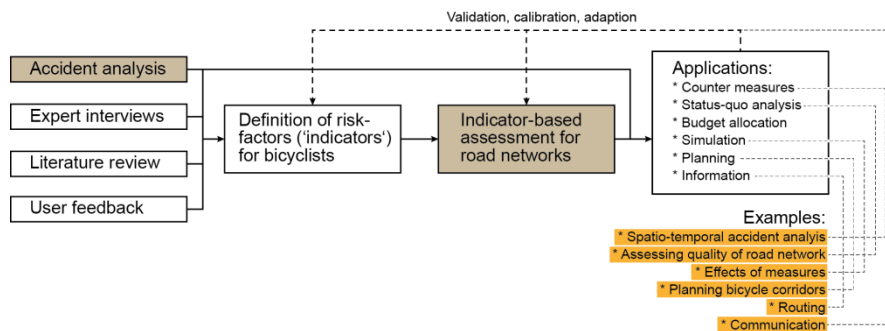 Validation, calibration, adaption
Accident analysis
Expert interviews
Literature review
User feedback
Definition of risk-
factors (‘indicators‘)
for bicyclists
Indicator-based
assessment for
road networks
Applications:
* Counter measures
* Status-quo analysis
* Budget allocation
* Simulation
* Planning
* Information
Examples:
* Spatio-temporal accident analyis
* Assessing quality of road network
* Effects of measures
* Planning bicycle corridors
* Routing
* Communication